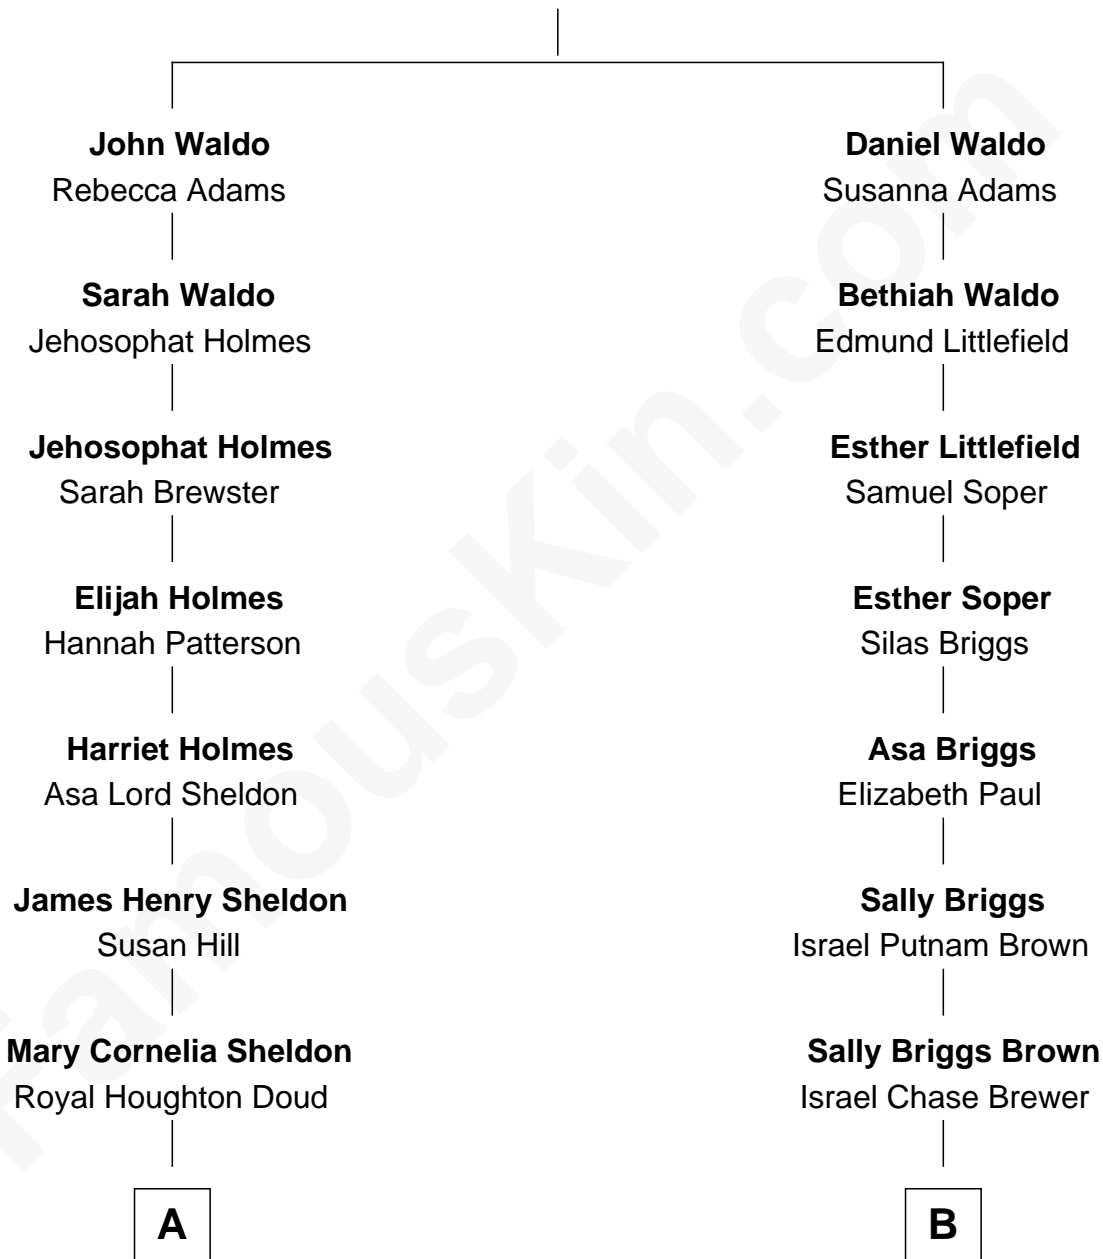 John Waldo
Rebecca Adams
Sarah Waldo
Jehosophat Holmes
Jehosophat Holmes
Sarah Brewster
Elijah Holmes
Hannah Patterson
Harriet Holmes
Asa Lord Sheldon
James Henry Sheldon
Susan Hill
Mary Cornelia Sheldon
Royal Houghton Doud
A
Daniel Waldo
Susanna Adams
Bethiah Waldo
Edmund Littlefield
Esther Littlefield
Samuel Soper
Esther Soper
Silas Briggs
Asa Briggs
Elizabeth Paul
Sally Briggs
Israel Putnam Brown
Sally Briggs Brown
Israel Chase Brewer
B
FamousKin.com